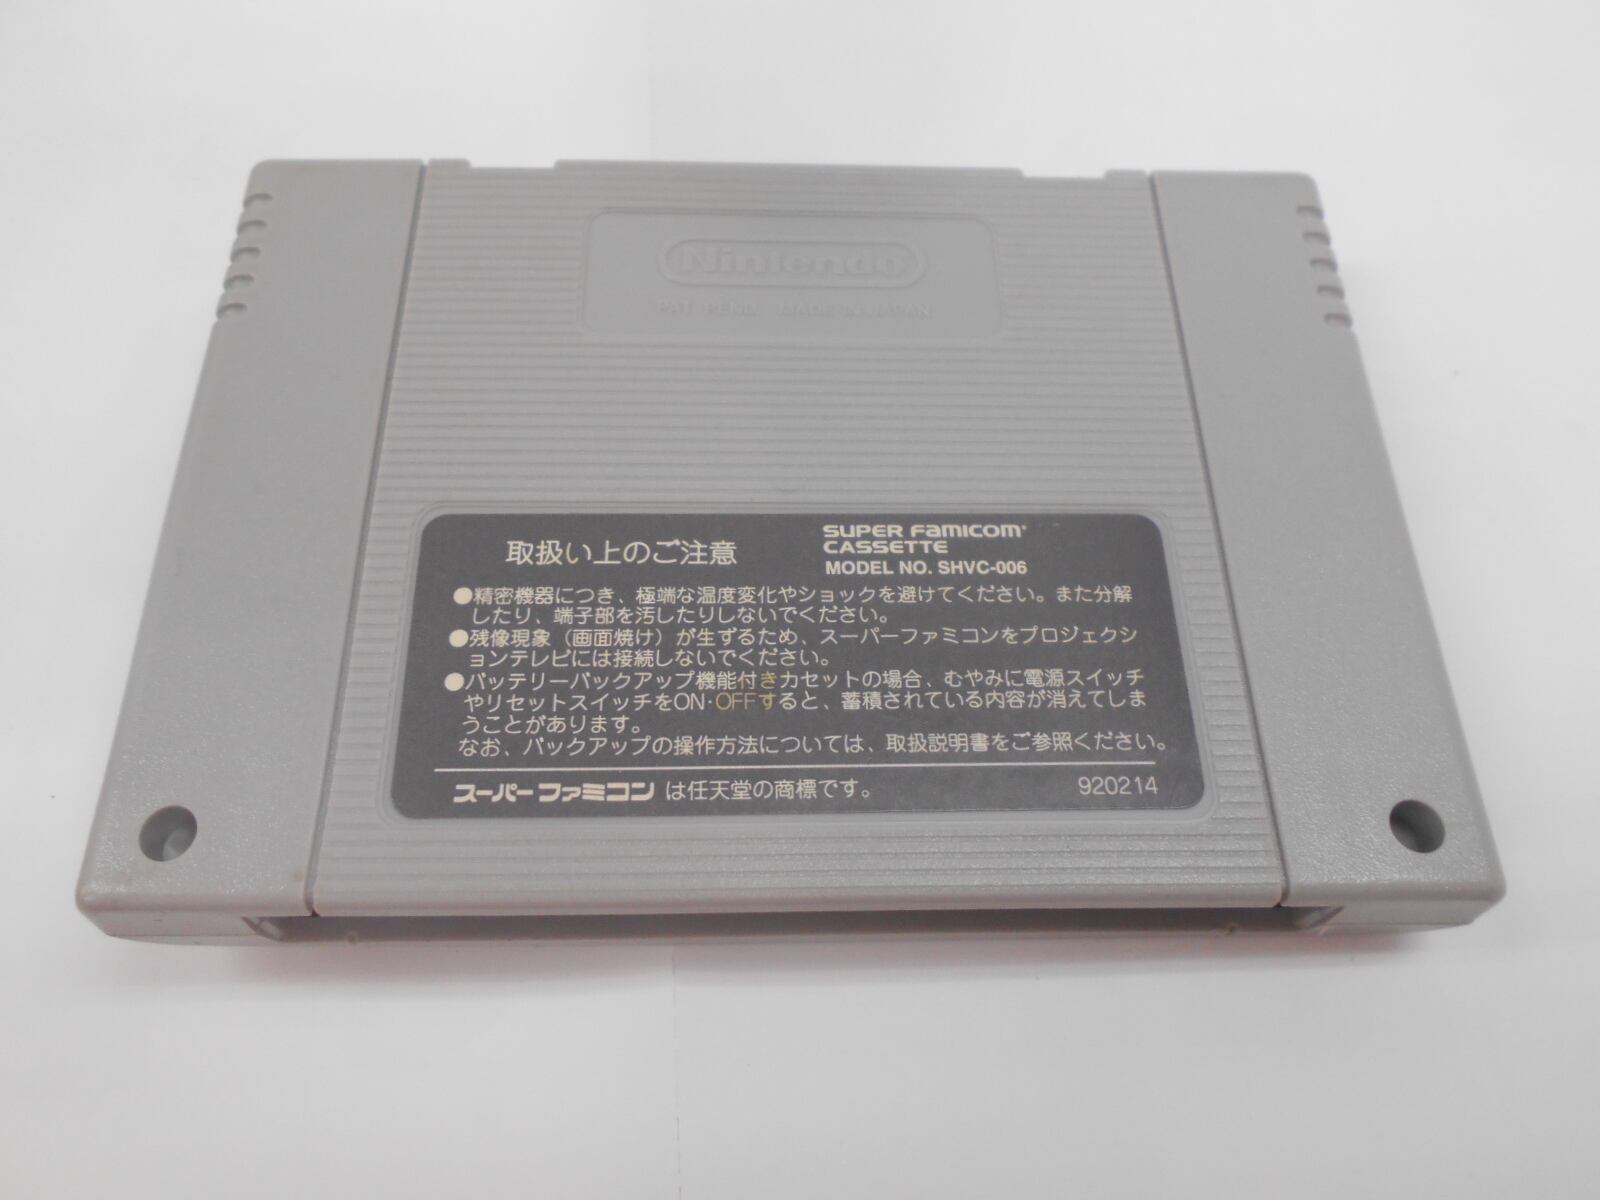 Nintendo
PAT. PEND. MADE IN JAPAN
取扱い上のご注意
SUPER FAMICOM
CASSETTE
MODEL NO. SHVC-006
●精密機器につき、極端な温度変化やショックを避けてください。また分解
したり、端子部を汚したりしないでください。
●残像現象（画面焼け）が生ずるため、スーパーファミコンをプロジェクシ
ョンテレビには接続しないでください。
●バッテリーバックアップ機能付きカセットの場合、むやみに電源スイッチ
やリセットスイッチをON・OFFすると、蓄積されている内容が消えてしま
うことがあります。
なお、バックアップの操作方法については、取扱説明書をご参照ください。
スーパーファミコンは任天堂の商標です。
920214